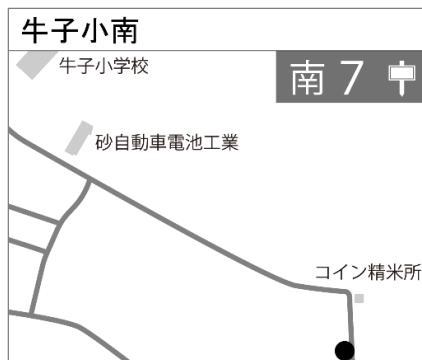 牛子小南
牛子小学校
南 7
砂自動車電池工業
コイン精米所